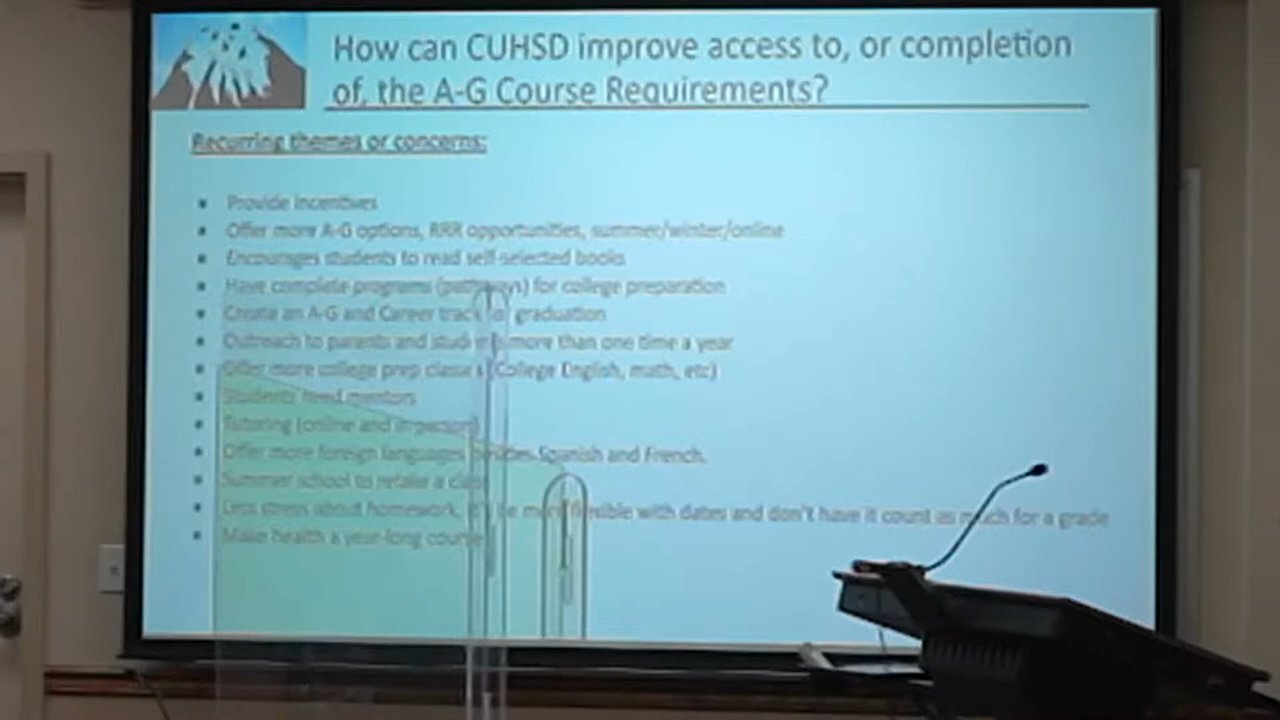 How can CUHSD improve access to, or completion
of, the A-G Course Requirements?
Recurring themes or concerns:
Provide incentives
Offer more A-G options, RRR opportunities, summer/winter/online
Encourages students to read self-selected books
Have complete programs (pathways) for college preparation
Create an A-G and Career track for graduation
Outreach to parents and students more than one time a year
Offer more college prep classes (College English, math, etc)
Students need mentors
Tutoring (online and in-person)
Offer more foreign languages besides Spanish and French.
Summer school to retake a class
Less stress about homework, be more flexible with dates and don't have it count as much for a grade
Make health a year-long course